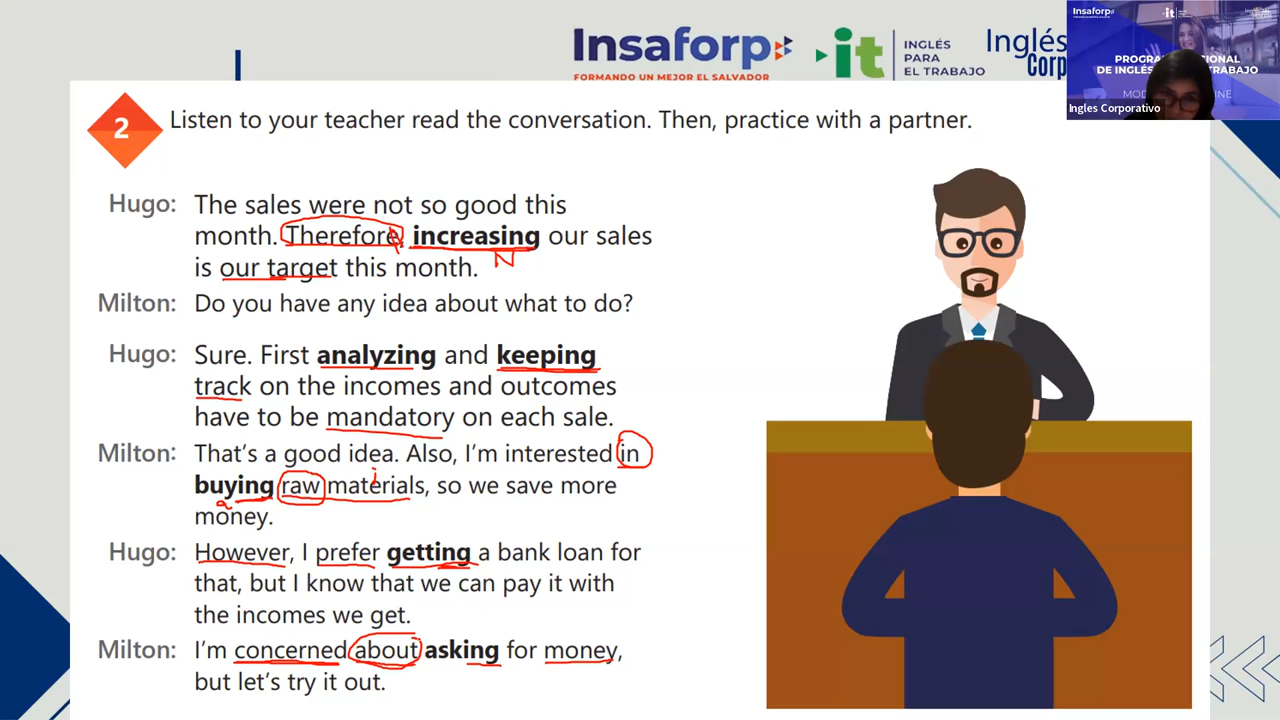 Insaforp
FORMANDO UN MEJOR EL SALVADOR
it
INGLÉS
PARA
EL TRABAJO
Inglés
Corp
Insaforp
it
DE INGLÉS
TRABAJO
Ingles Corporativo
2
Listen to your teacher read the conversation. Then, practice with a partner.
Hugo: The sales were not so good this
month. Therefore, increasing our sales
N
is our target this month.
Milton: Do you have any idea about what to do?
Hugo: Sure. First analyzing and keeping
track on the incomes and outcomes
have to be mandatory on each sale.
Milton: That's a good idea. Also, I'm interested in
i
buying raw materials, so we save more
a
money.
Hugo: However, I prefer getting a bank loan for
that, but I know that we can pay it with
the incomes we get.
Milton: I'm concerned about asking for money,
but let's try it out.